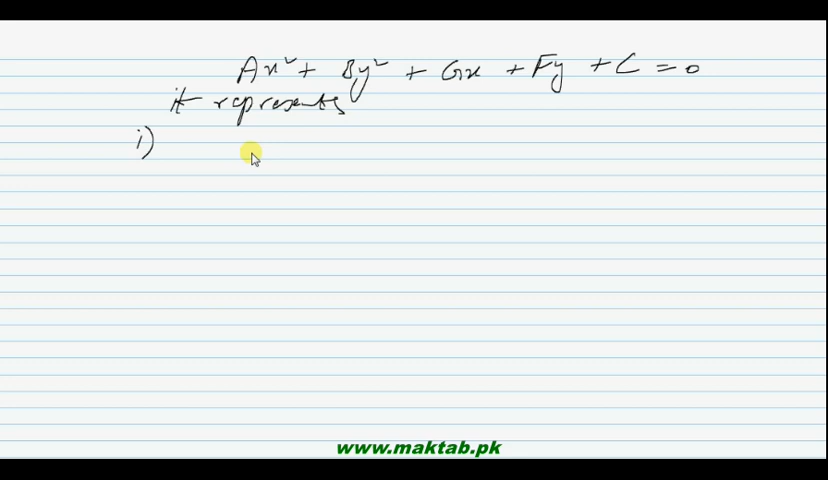 Ax² + By² + Gx + Fy + C = 0
it represents
i)
www.maktab.pk